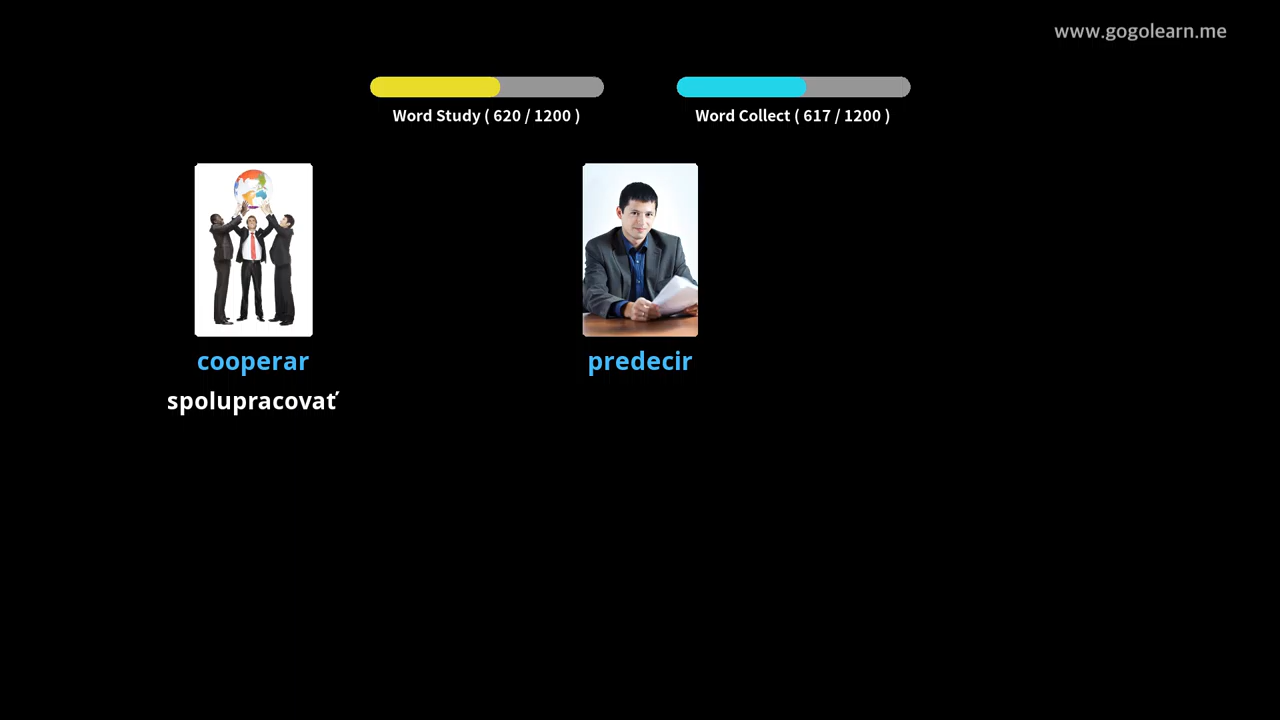 www.gogolearn.me
Word Study ( 620 / 1200 )
Word Collect ( 617 / 1200 )
cooperar
predecir
spolupracovať